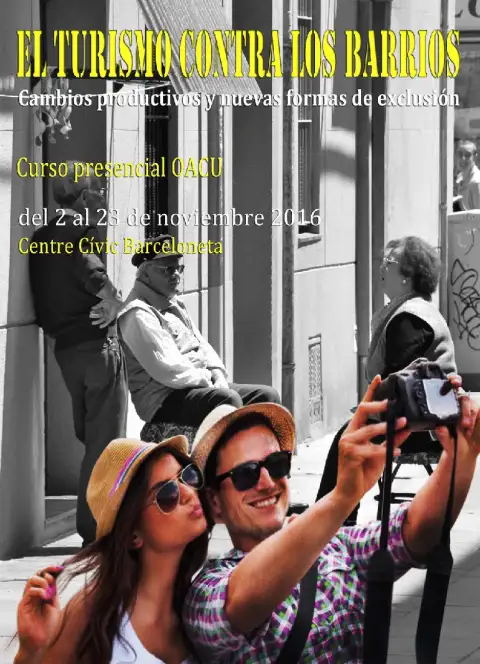 EL TURISMO CONTRA LOS BARRIOS
Cambios productivos y nuevas formas de exclusión
Curso presencial OACU
del 2 al 23 de noviembre 2016
Centre Cívic Barceloneta